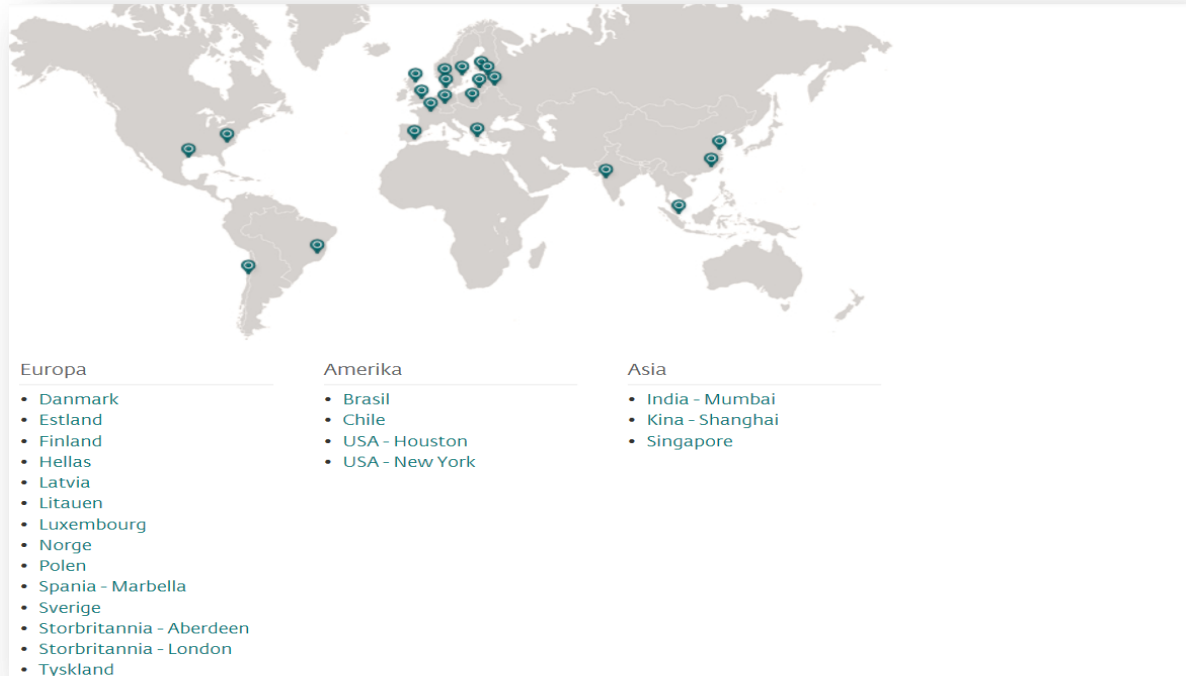 Europa
Danmark
Estland
Finland
Hellas
Latvia
Litauen
Luxembourg
Norge
Polen
Spania - Marbella
Sverige
Storbritannia - Aberdeen
Storbritannia - London
Tyskland
Amerika
Brasil
Chile
USA - Houston
USA - New York
Asia
India - Mumbai
Kina - Shanghai
Singapore